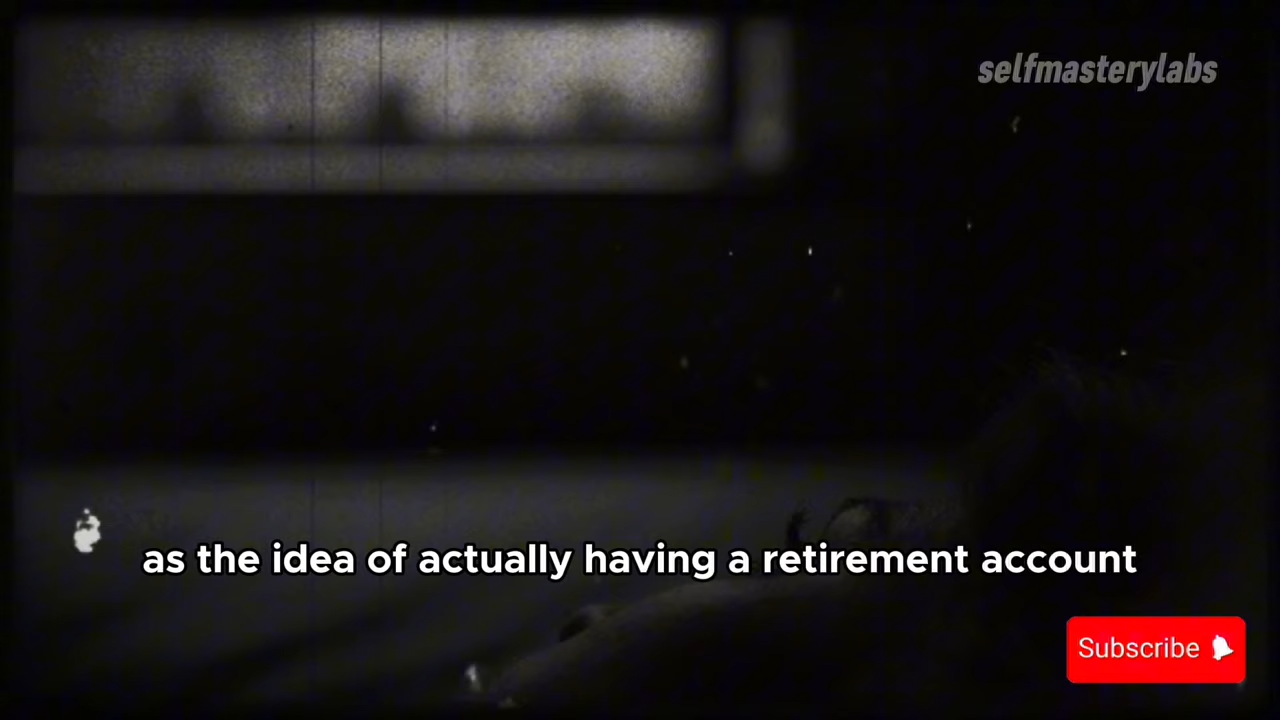 selfmasterylabs
as the idea of actually having a retirement account
Subscribe